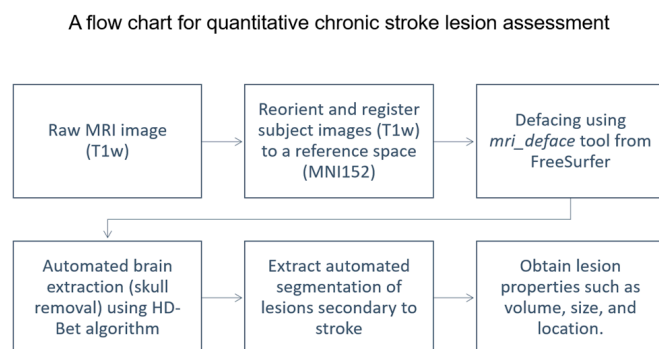 A flow chart for quantitative chronic stroke lesion assessment
Raw MRI image
(T1w)
Reorient and register
subject images (T1w)
to a reference space
(MNI152)
Defacing using
mri_deface tool from
FreeSurfer
Automated brain
extraction (skull
removal) using HD-
Bet algorithm
Extract automated
segmentation of
lesions secondary to
stroke
Obtain lesion
properties such as
volume, size, and
location.